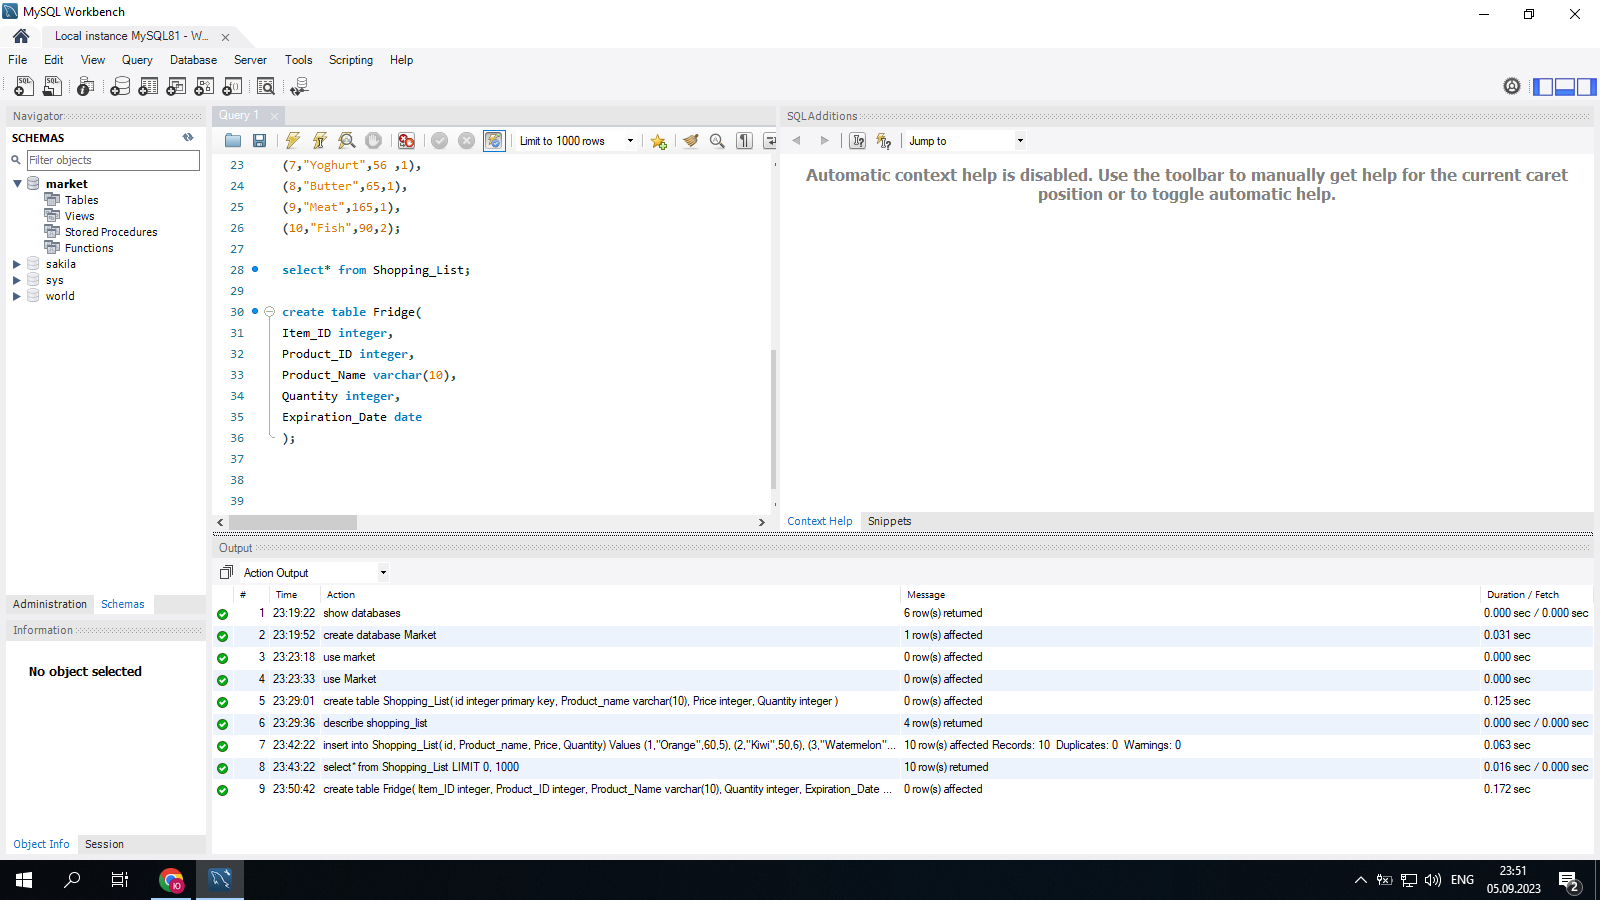 MySQL Workbench
Local instance MySQL81 - W...
File Edit View Query Database Server Tools Scripting Help
Navigator
SCHEMAS
Filter objects
market
Tables
Views
Stored Procedures
Functions
sakila
sys
world
Administration Schemas
Information
No object selected
Object Info Session
Query 1
Limit to 1000 rows
23 (7,"Yoghurt",56 ,1),
24 (8,"Butter",65,1),
25 (9,"Meat",165,1),
26 (10,"Fish",90,2);
27
28 select* from Shopping_List;
29
30 create table Fridge(
31 Item_ID integer,
32 Product_ID integer,
33 Product_Name varchar(10),
34 Quantity integer,
35 Expiration_Date date
36 );
37
38
39
SQLAdditions
Jump to
Automatic context help is disabled. Use the toolbar to manually get help for the current caret
position or to toggle automatic help.
Context Help Snippets
Output
Action Output
# Time Action Message Duration / Fetch
1 23:19:22 show databases 6 row(s) returned 0.000 sec / 0.000 sec
2 23:19:52 create database Market 1 row(s) affected 0.031 sec
3 23:23:18 use market 0 row(s) affected 0.000 sec
4 23:23:33 use Market 0 row(s) affected 0.000 sec
5 23:29:01 create table Shopping_List( id integer primary key, Product_name varchar(10), Price integer, Quantity integer ) 0 row(s) affected 0.125 sec
6 23:29:36 describe shopping_list 4 row(s) returned 0.000 sec / 0.000 sec
7 23:42:22 insert into Shopping_List( id, Product_name, Price, Quantity) Values (1,"Orange",60,5), (2,"Kiwi",50,6), (3,"Watermelon"... 10 row(s) affected Records: 10 Duplicates: 0 Warnings: 0 0.063 sec
8 23:43:22 select* from Shopping_List LIMIT 0, 1000 10 row(s) returned 0.016 sec / 0.000 sec
9 23:50:42 create table Fridge( Item_ID integer, Product_ID integer, Product_Name varchar(10), Quantity integer, Expiration_Date ... 0 row(s) affected 0.172 sec
ENG
23:51
05.09.2023
2